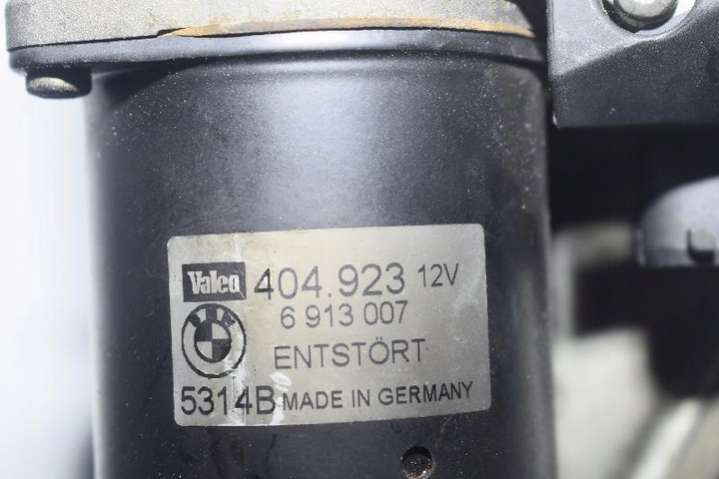 Valeo 404.923 12V
6 913 007
ENTSTÖRT
5314B MADE IN GERMANY